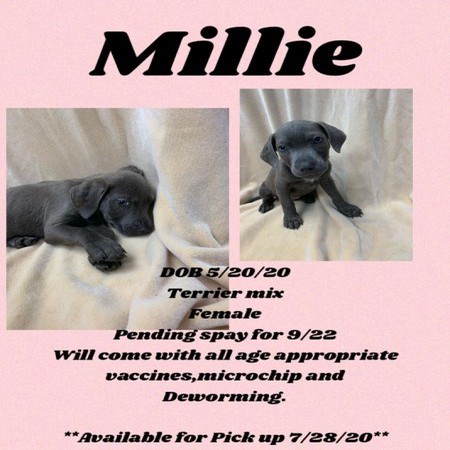 Millie
DOB 5/20/20
Terrier mix
Female
Pending spay for 9/22
Will come with all age appropriate
vaccines,microchip and
Deworming.
**Available for Pick up 7/28/20**